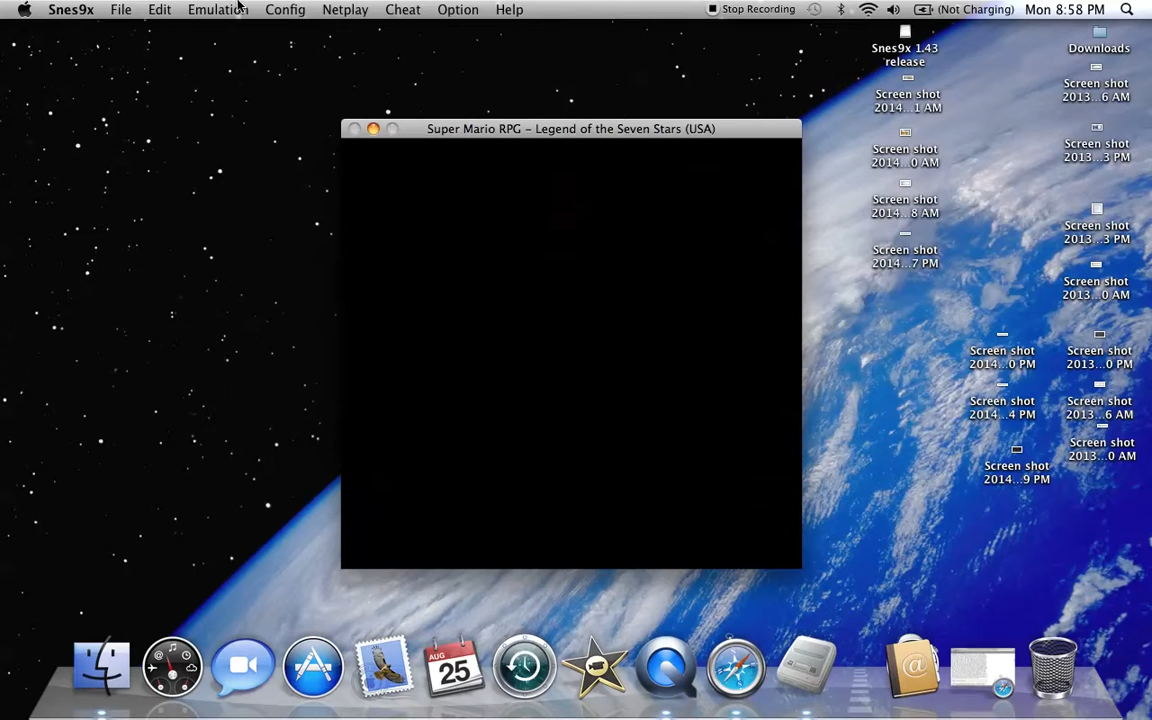 Snes9x File Edit Emulation Config Netplay Cheat Option Help Stop Recording (Not Charging) Mon 8:58 PM
Snes9x 1.43
release
Downloads
Screen shot
2014...1 AM
Screen shot
2013...6 AM
Super Mario RPG – Legend of the Seven Stars (USA)
Screen shot
2014...0 AM
Screen shot
2013...3 PM
Screen shot
2014...8 AM
Screen shot
2013...3 PM
Screen shot
2014...7 PM
Screen shot
2013...0 AM
Screen shot
2014...0 PM
Screen shot
2013...0 PM
Screen shot
2014...4 PM
Screen shot
2013...6 AM
Screen shot
2013...0 AM
Screen shot
2014...9 PM
AUG
25